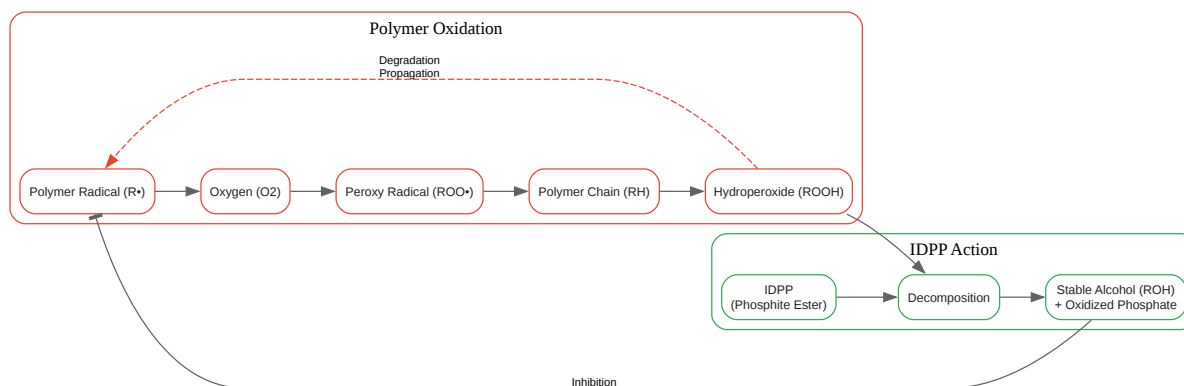 Polymer Oxidation
Degradation
Propagation
Polymer Radical (R•)
Oxygen (O2)
Peroxy Radical (ROO•)
Polymer Chain (RH)
Hydroperoxide (ROOH)
IDPP Action
IDPP
(Phosphite Ester)
Decomposition
Stable Alcohol (ROH)
+ Oxidized Phosphate
Inhibition